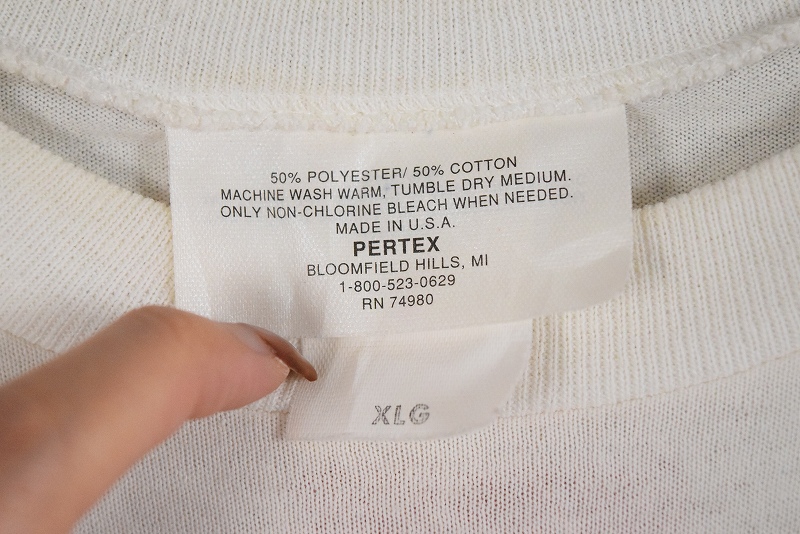 50% POLYESTER/ 50% COTTON
MACHINE WASH WARM, TUMBLE DRY MEDIUM.
ONLY NON-CHLORINE BLEACH WHEN NEEDED.
MADE IN U.S.A.
PERTEX
BLOOMFIELD HILLS, MI
1-800-523-0629
RN 74980
XLG